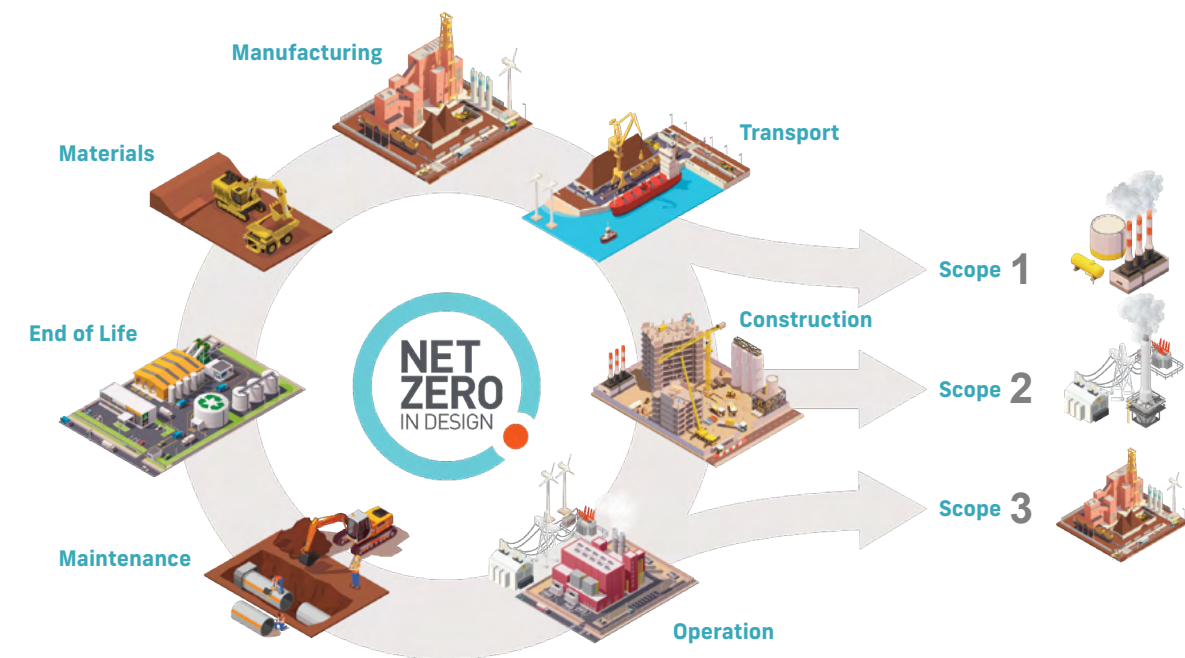 Manufacturing
Transport
Materials
Scope 1
End of Life
Construction
NET
ZERO
IN DESIGN
Scope 2
Scope 3
Maintenance
Operation